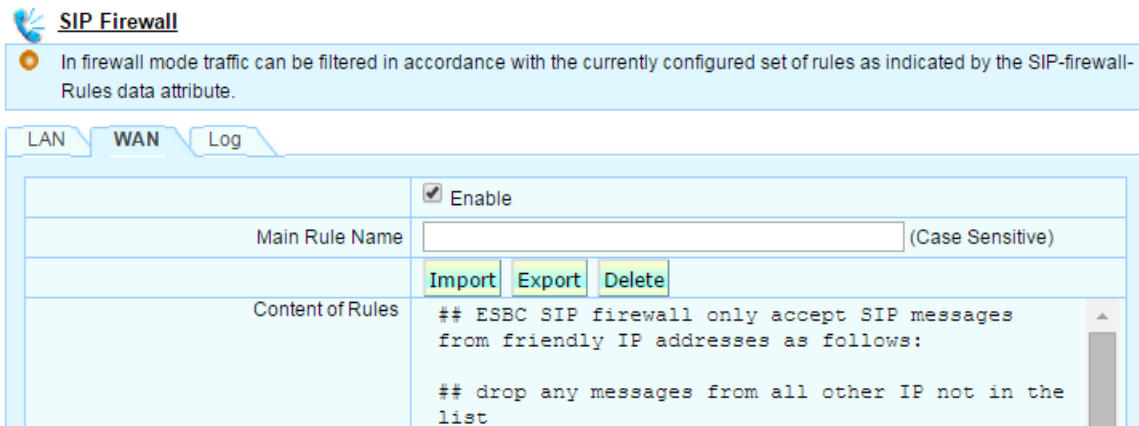 SIP Firewall
In firewall mode traffic can be filtered in accordance with the currently configured set of rules as indicated by the SIP-firewall-
Rules data attribute.
LAN WAN Log
Enable
Main Rule Name (Case Sensitive)
Import Export Delete
Content of Rules
## ESBC SIP firewall only accept SIP messages
from friendly IP addresses as follows:
## drop any messages from all other IP not in the
list